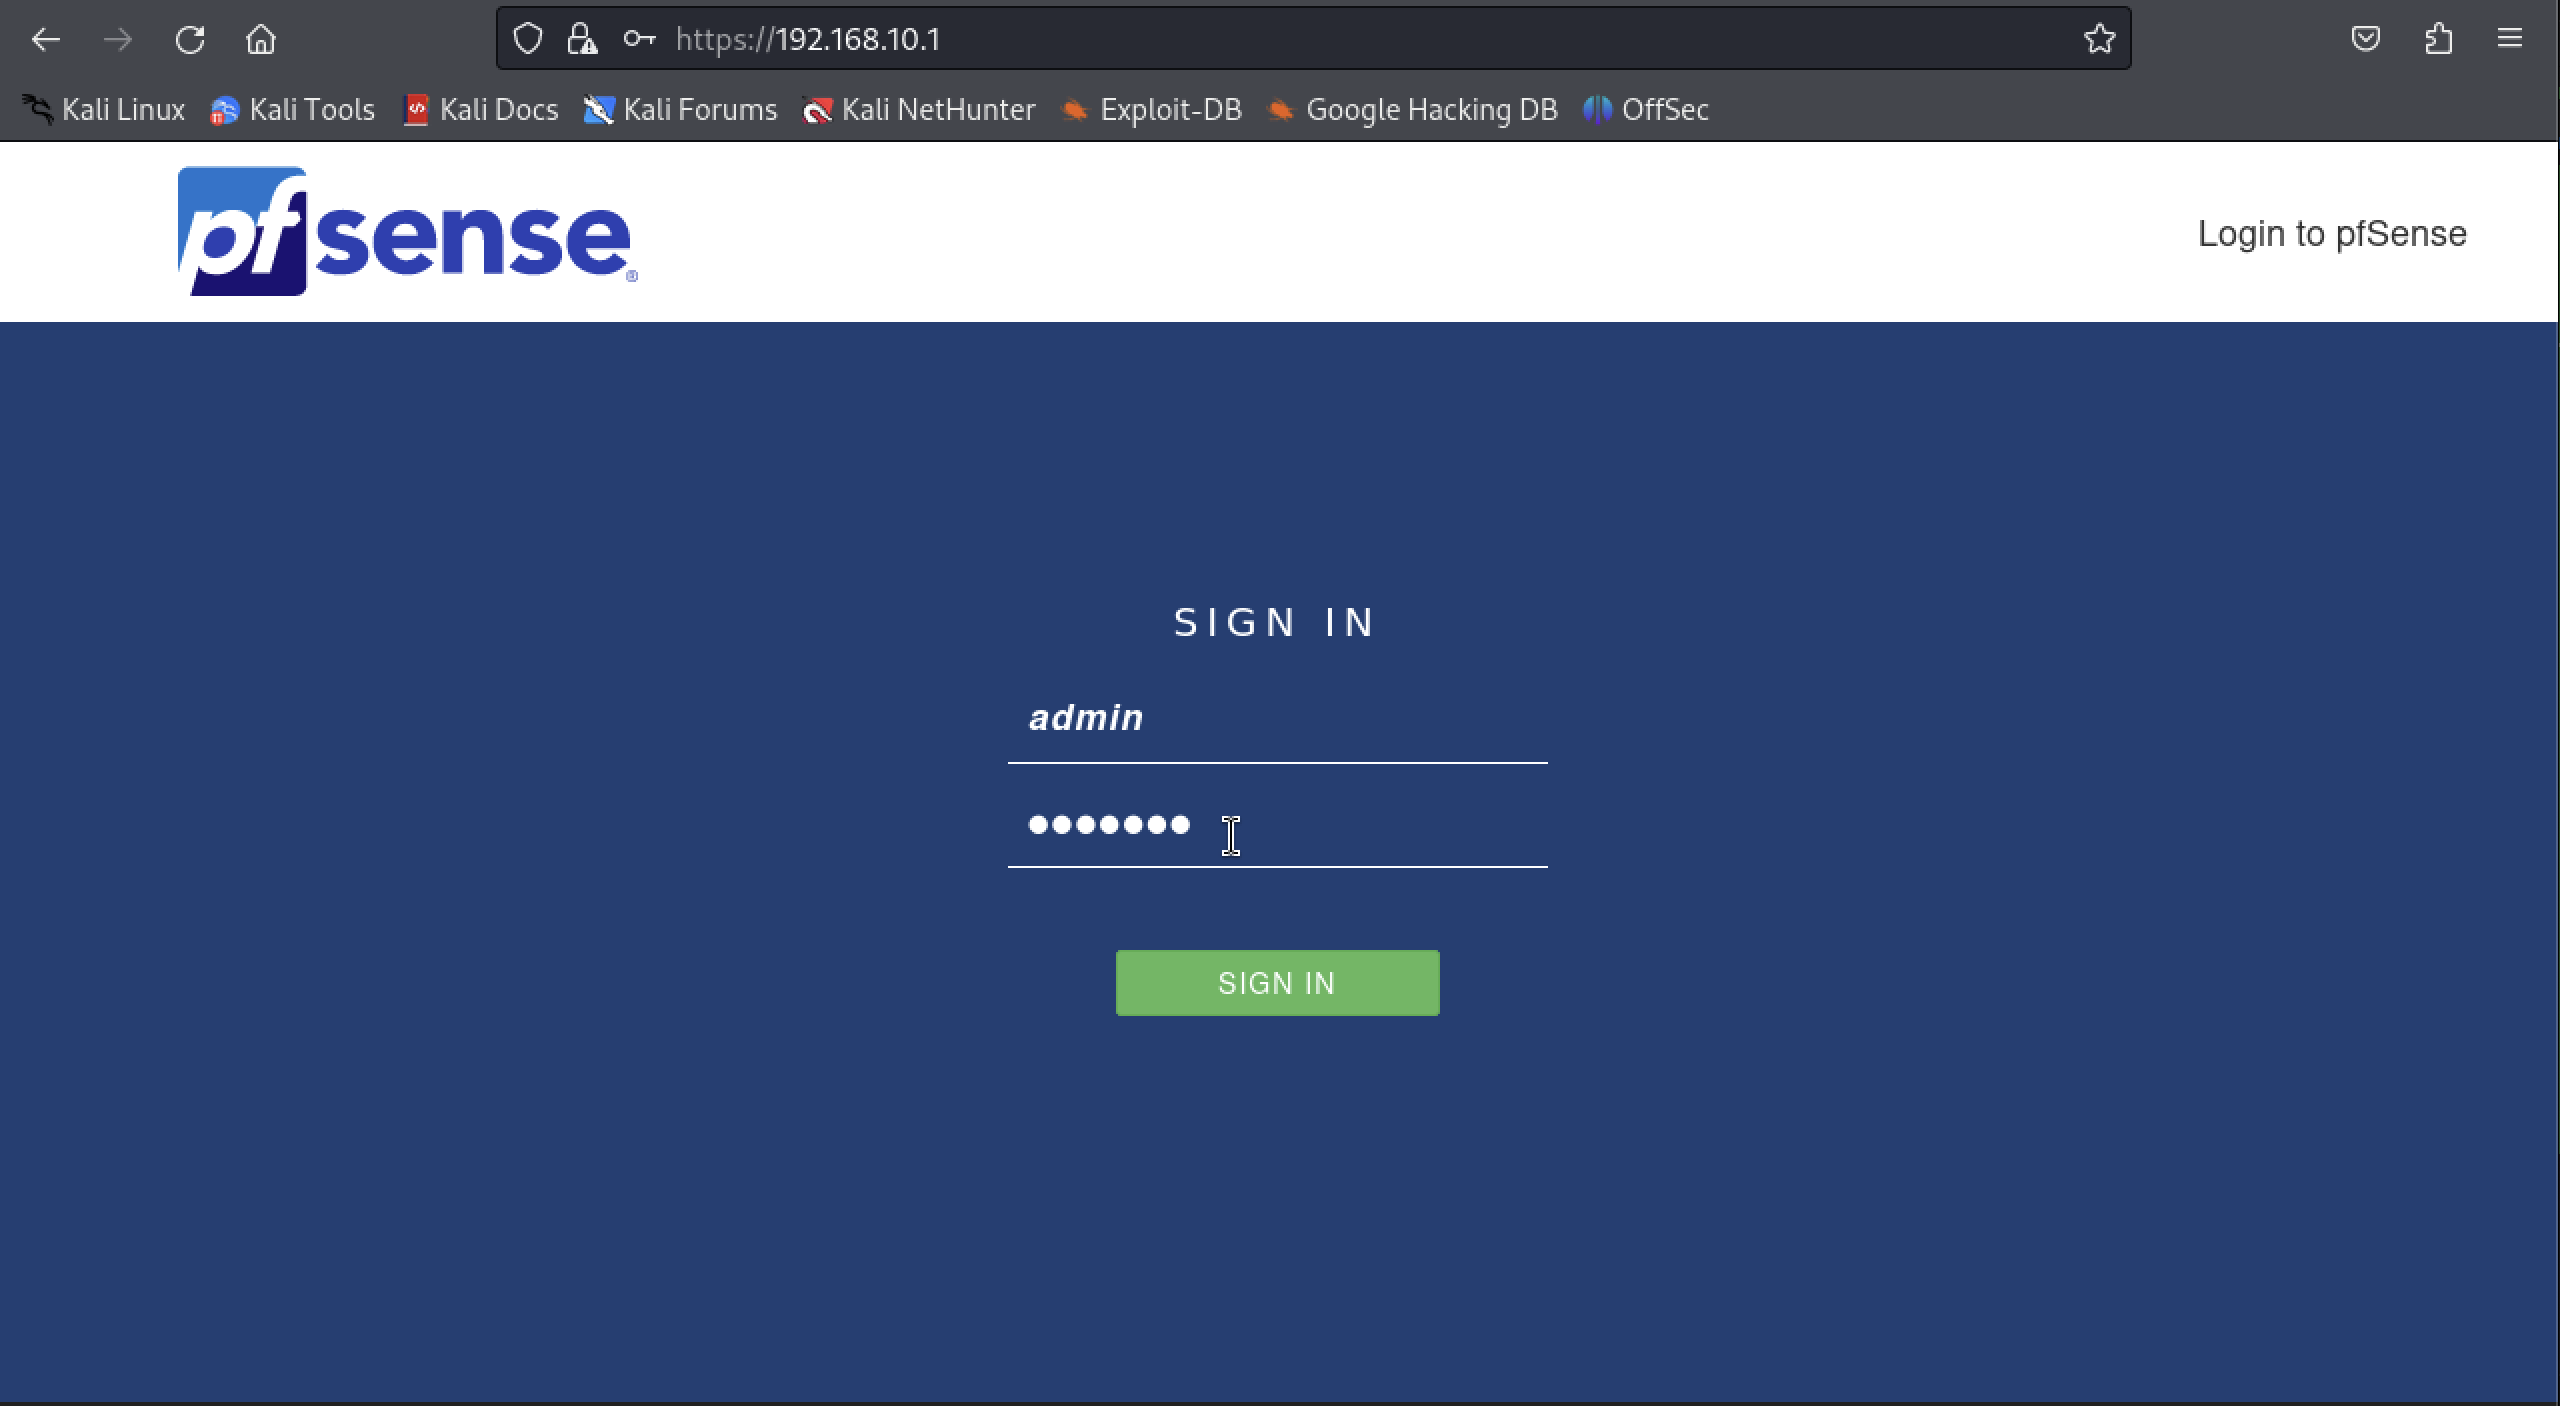 https://192.168.10.1
Kali Linux Kali Tools Kali Docs Kali Forums Kali NetHunter Exploit-DB Google Hacking DB OffSec
pfsense®
Login to pfSense
SIGN IN
admin
•••••••
SIGN IN